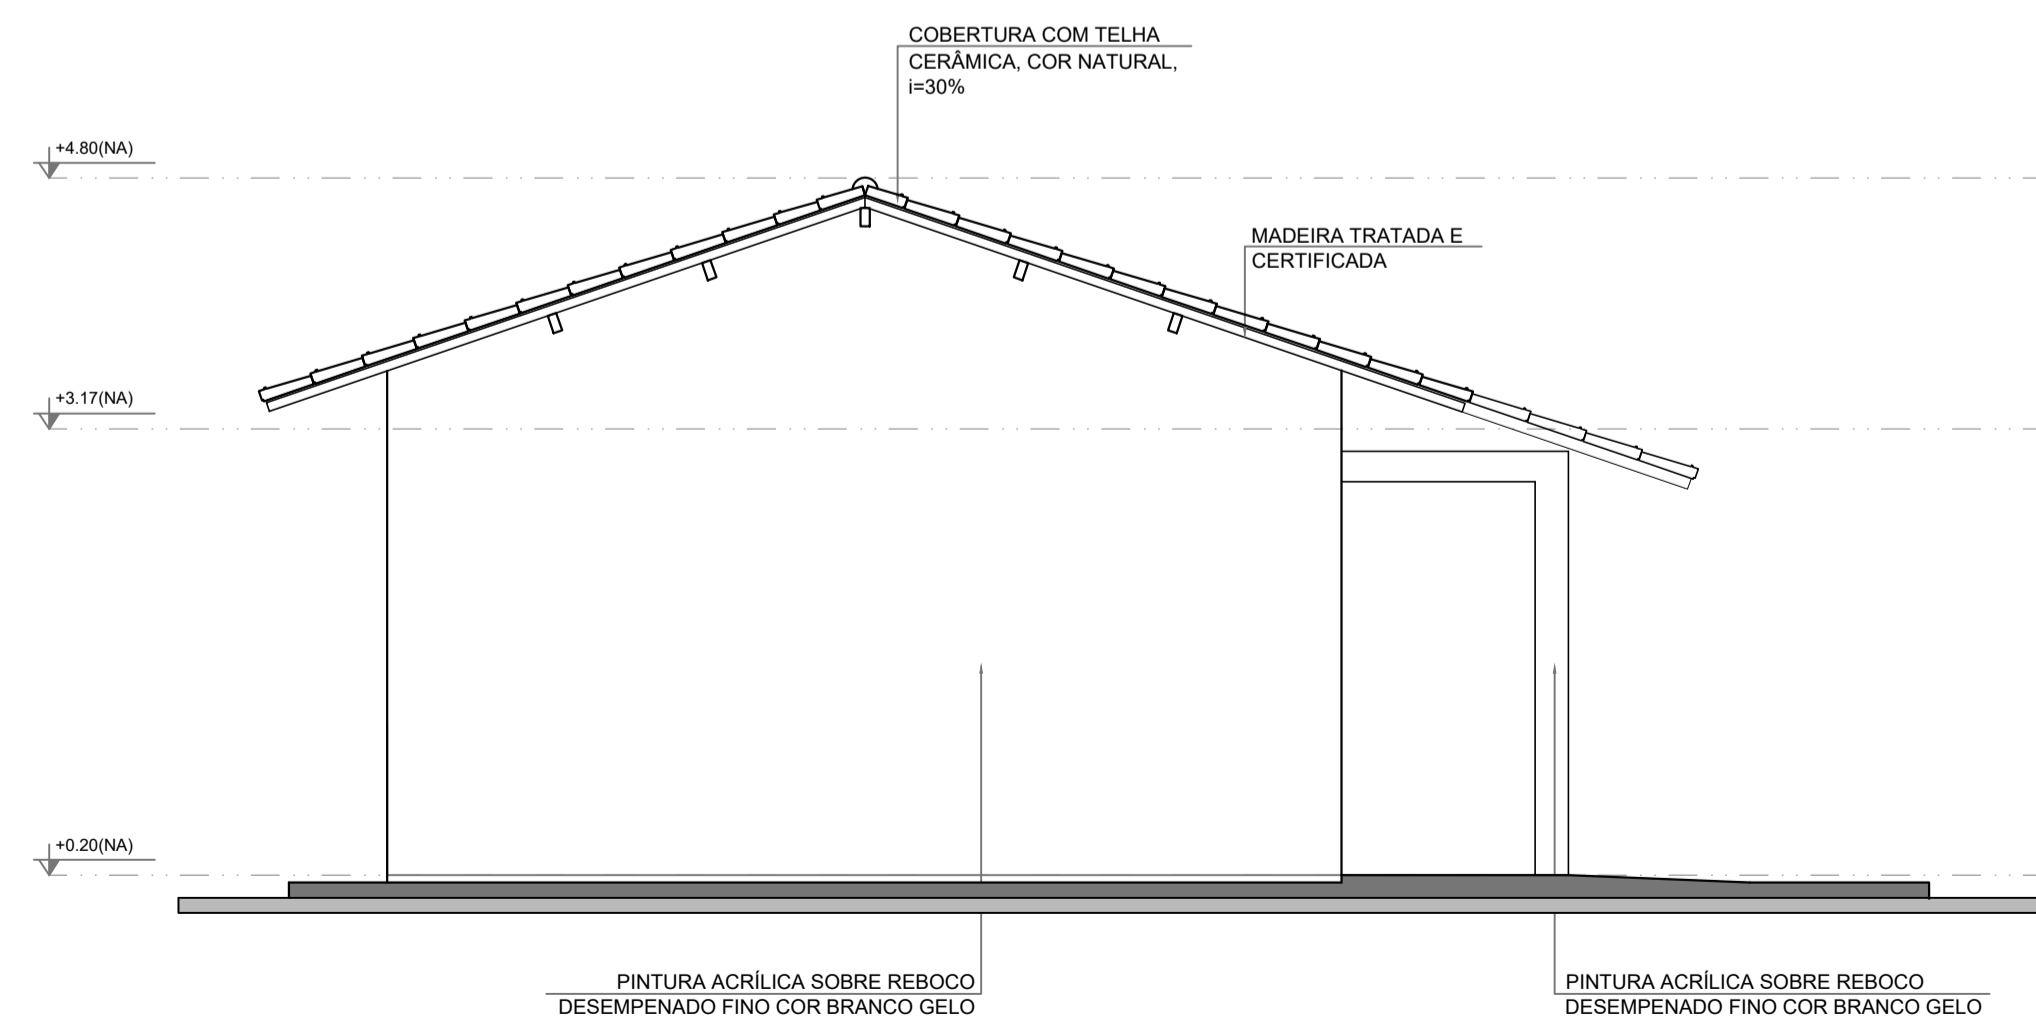 COBERTURA COM TELHA
CERÂMICA, COR NATURAL,
i=30%
+4.80(NA)
MADEIRA TRATADA E
CERTIFICADA
+3.17(NA)
+0.20(NA)
PINTURA ACRÍLICA SOBRE REBOCO
DESEMPENADO FINO COR BRANCO GELO
PINTURA ACRÍLICA SOBRE REBOCO
DESEMPENADO FINO COR BRANCO GELO